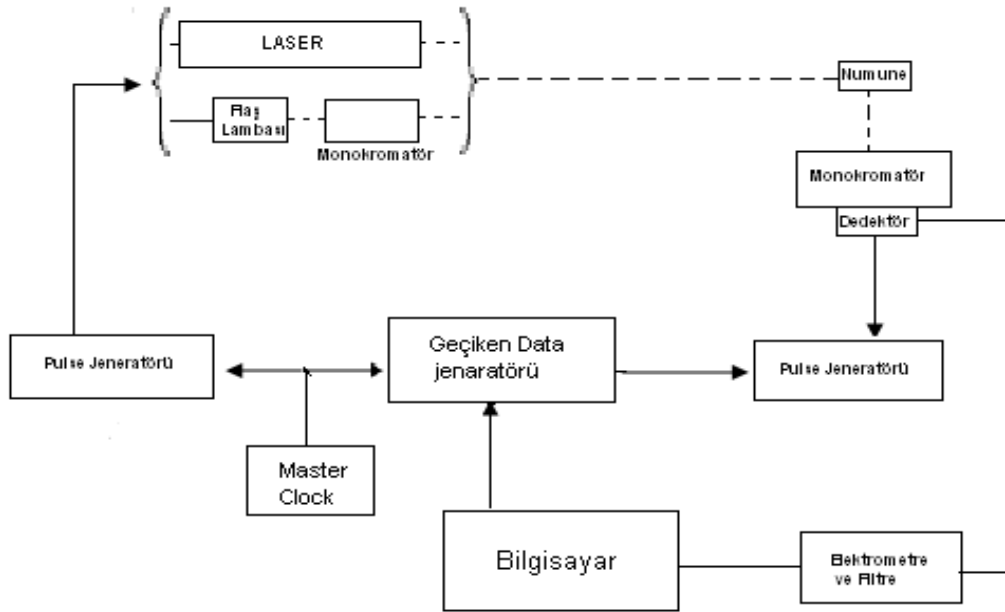 LASER
Flaş
Lambası
Monokromatör
Numune
Monokromatör
Dedektör
Pulse Jeneratörü
Geçiken Data
jenaratörü
Pulse Jeneratörü
Master
Clock
Bilgisayar
Elektrometre
ve Filtre